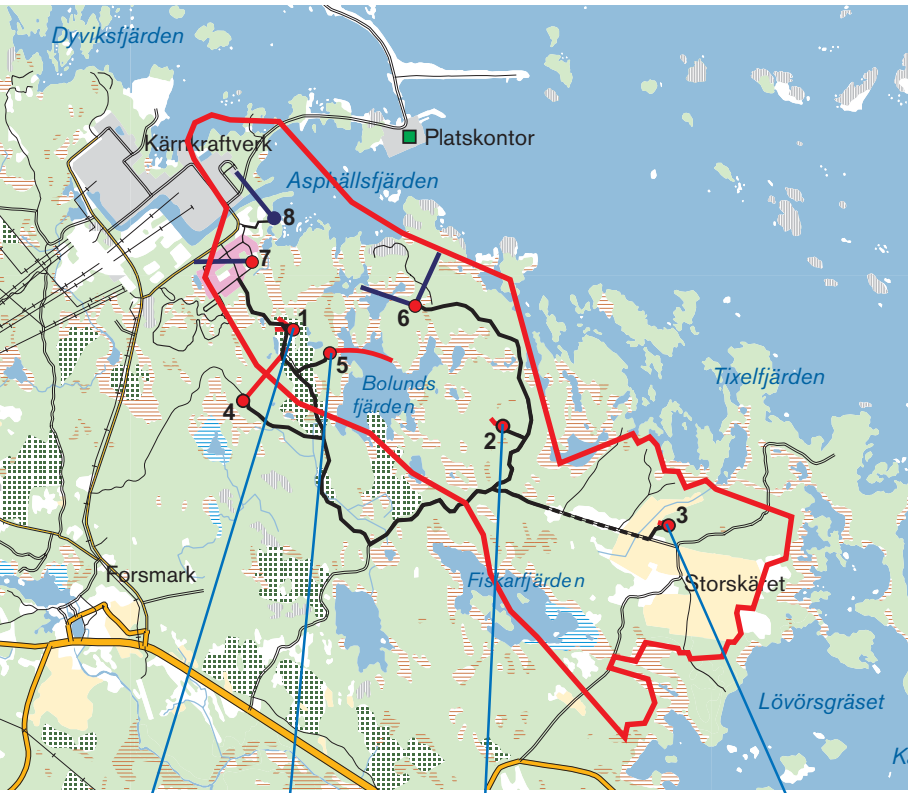 Dyviksfjärden
Kärnkraftverk
Platskontor
Asphällsfjärden
8
7
6
1
5
Bolunds
fjärden
4
Tixelfjärden
2
3
Forsmark
Fiskarfjärden
Storskäret
Lövörsgräset